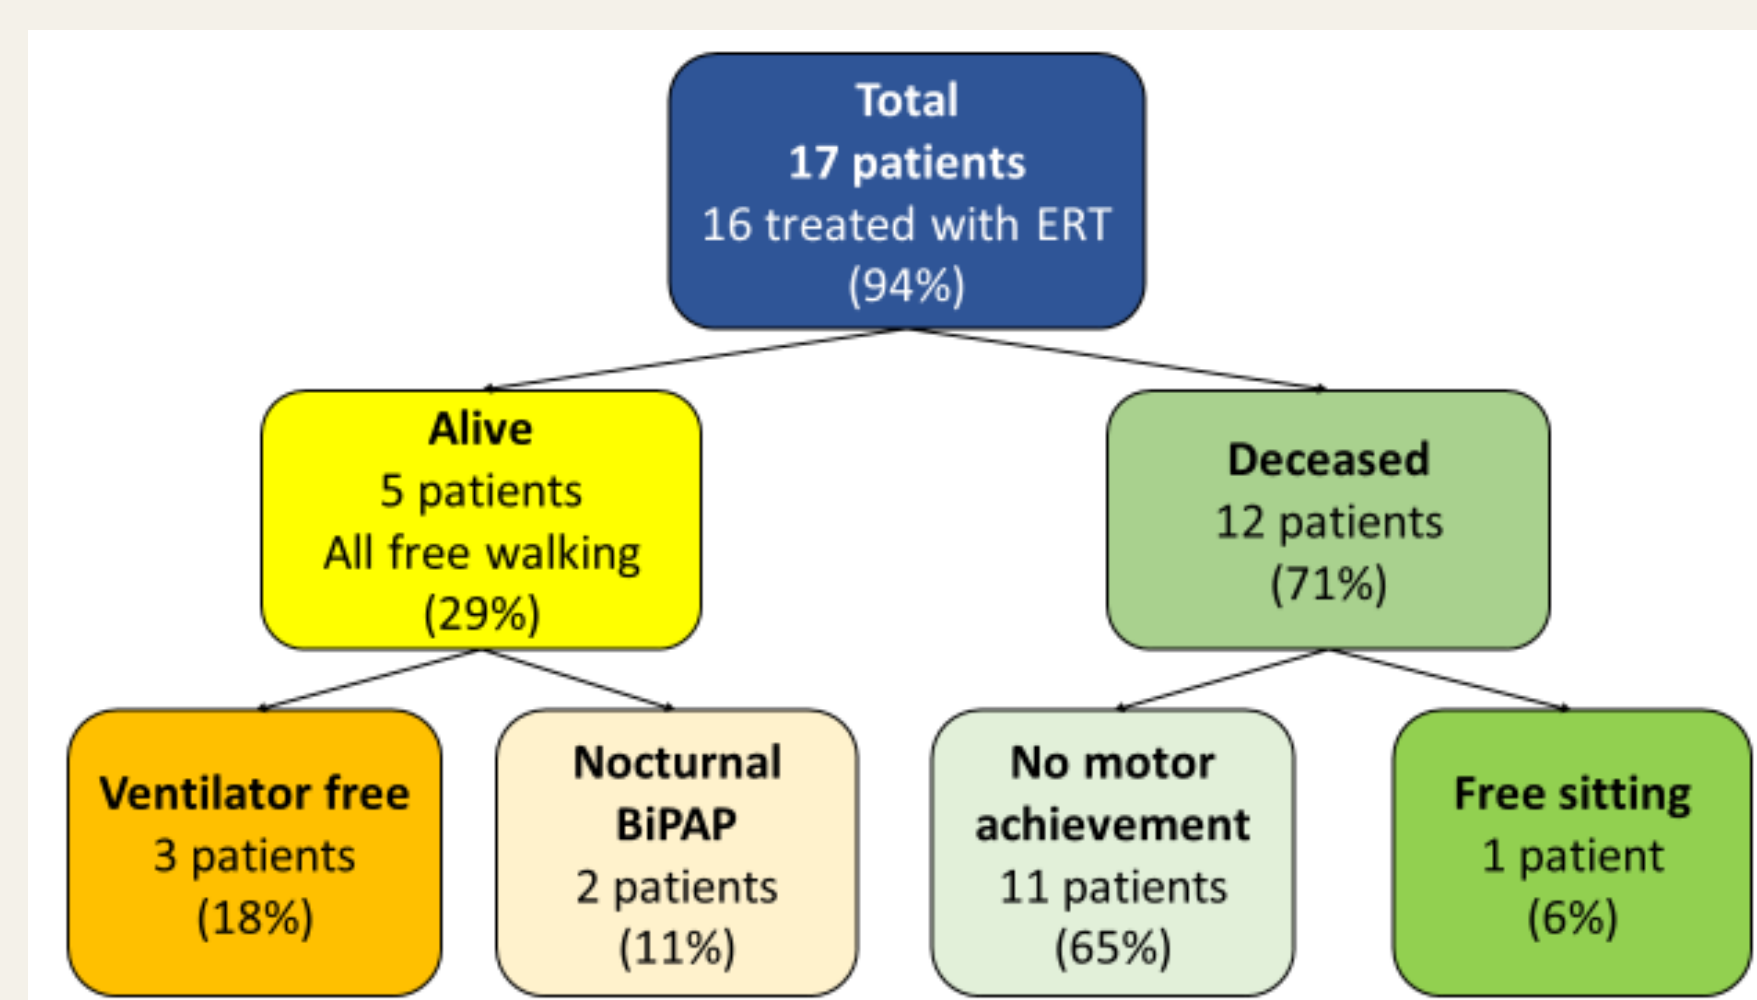 Total
17 patients
16 treated with ERT
(94%)
Alive
5 patients
All free walking
(29%)
Deceased
12 patients
(71%)
Ventilator free
3 patients
(18%)
Nocturnal
BiPAP
2 patients
(11%)
No motor
achievement
11 patients
(65%)
Free sitting
1 patient
(6%)